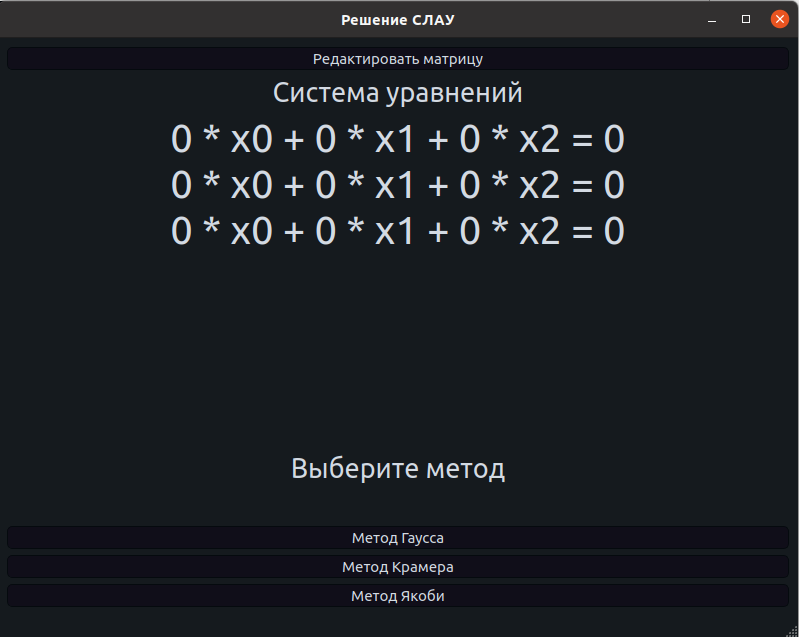 Решение СЛАУ
Редактировать матрицу
Система уравнений
0 * x0 + 0 * x1 + 0 * x2 = 0
0 * x0 + 0 * x1 + 0 * x2 = 0
0 * x0 + 0 * x1 + 0 * x2 = 0
Выберите метод
Метод Гаусса
Метод Крамера
Метод Якоби